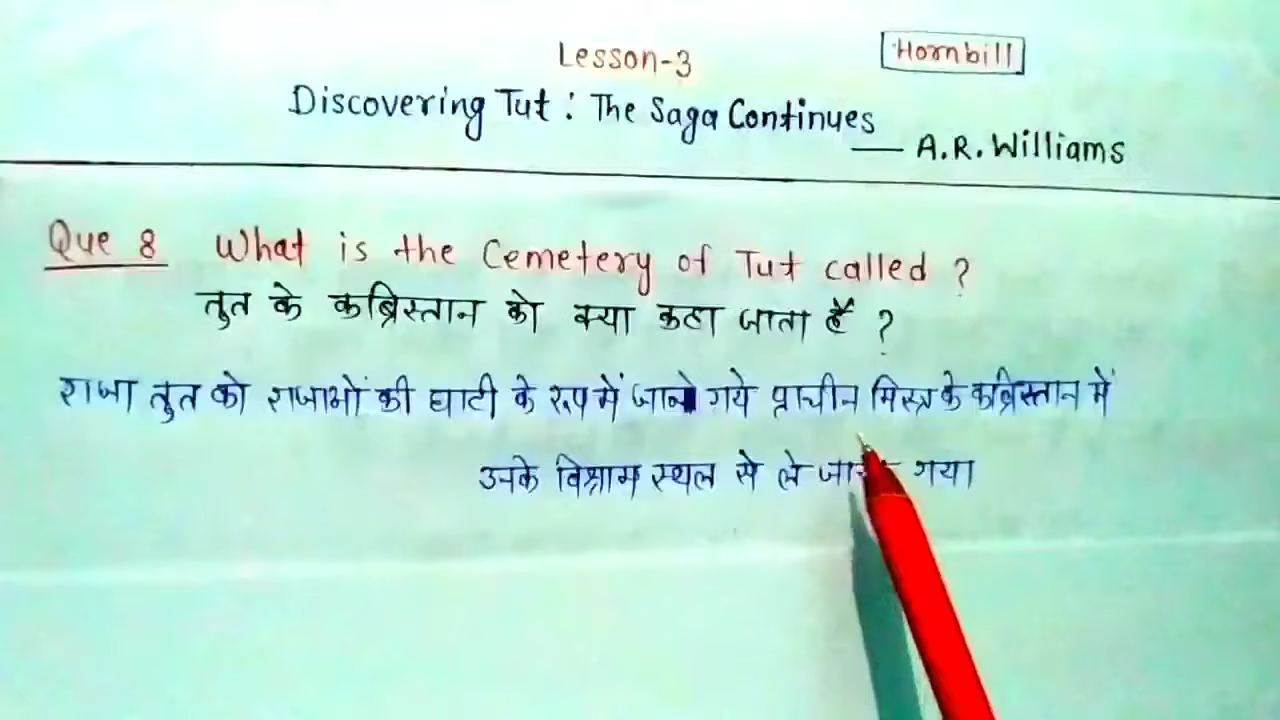 Lesson-3
Hornbill
Discovering Tut : The Saga Continues
— A.R. Williams
Que 8 What is the Cemetery of Tut called ?
तुत के कब्रिस्तान को क्या कहा जाता है ?
राजा तुत को राजाओं की घाटी के रूप में जाने गये प्राचीन मिस्त्र के कब्रिस्तान में
उनके विश्राम स्थल से ले गया